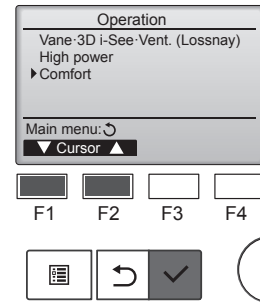 Operation
Vane·3D i-See·Vent. (Lossnay)
High power
Comfort
Main menu:
Cursor
F1 F2 F3 F4